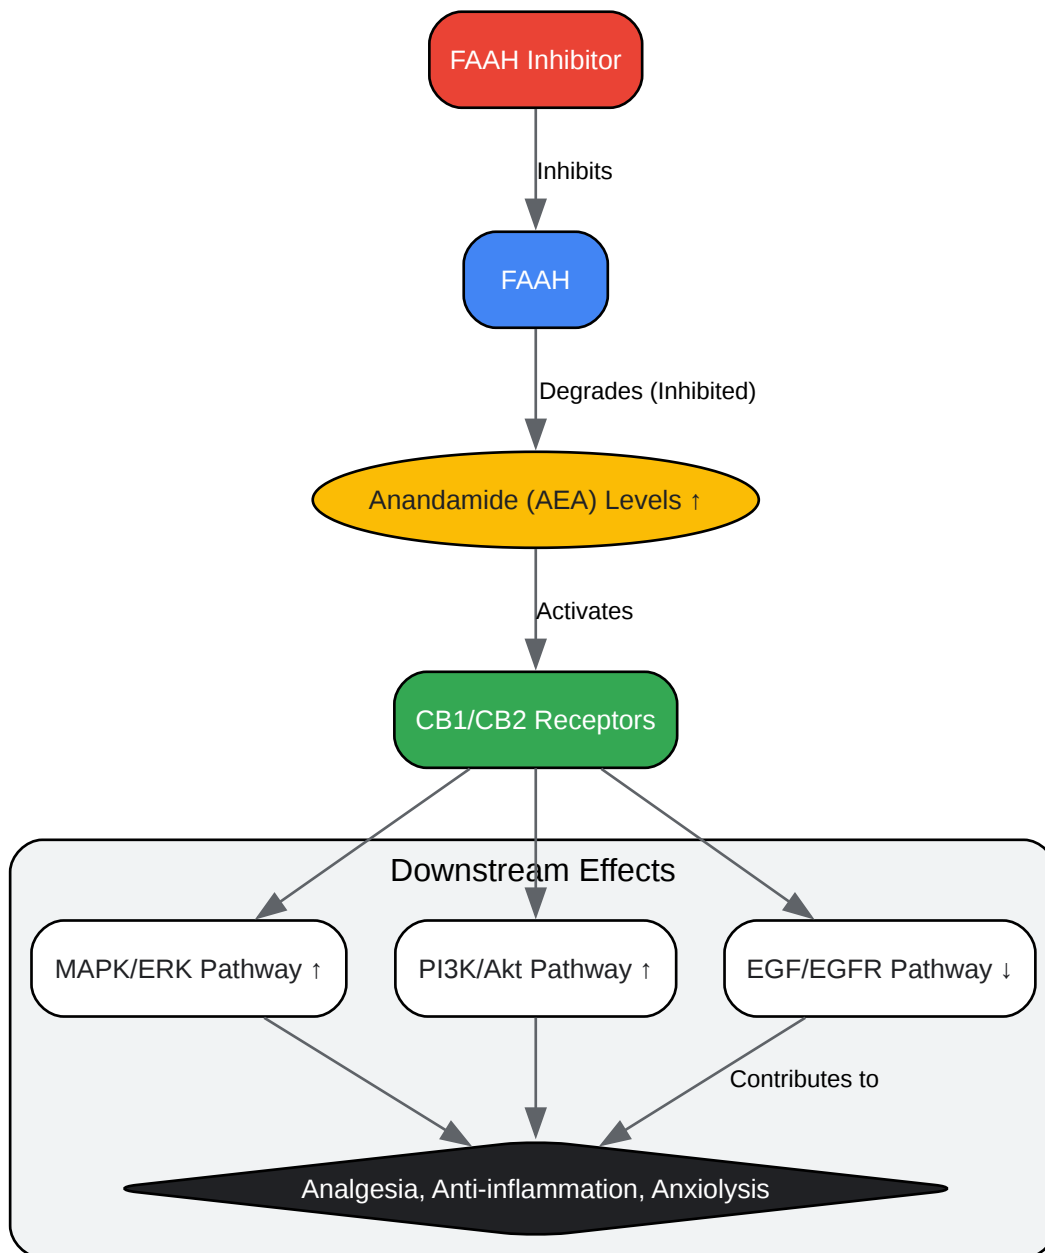 FAAH Inhibitor
Inhibits
FAAH
Degrades (Inhibited)
Anandamide (AEA) Levels ↑
Activates
CB1/CB2 Receptors
Downstream Effects
MAPK/ERK Pathway ↑
PI3K/Akt Pathway ↑
EGF/EGFR Pathway ↓
Contributes to
Analgesia, Anti-inflammation, Anxiolysis